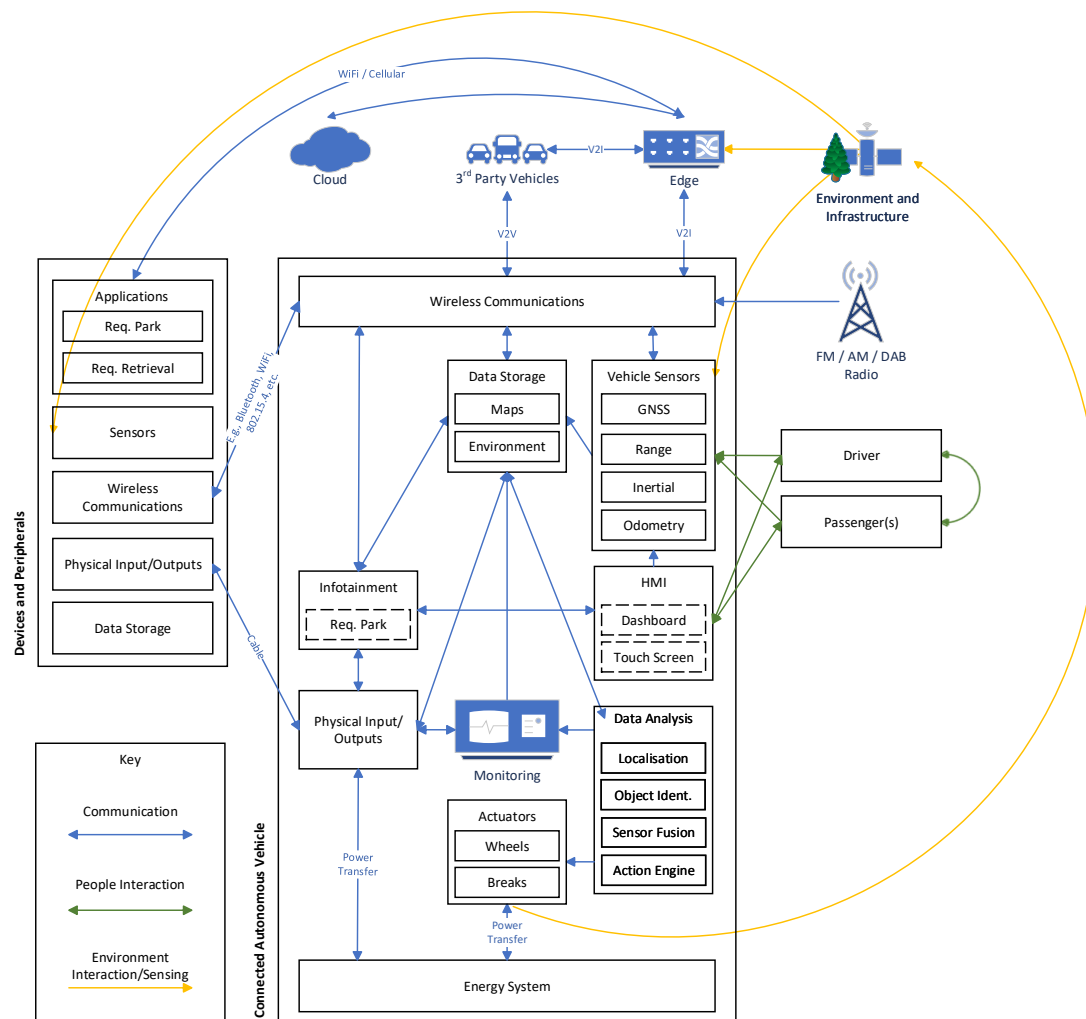 WiFi / Cellular
Cloud
3rd Party Vehicles
V2I
Edge
Environment and
Infrastructure
V2V
V2I
Devices and Peripherals
Applications
Req. Park
Req. Retrieval
Sensors
Wireless
Communications
Physical Input/Outputs
Data Storage
E.g., Bluetooth, WiFi,
802.15.4, etc.
Cable
Connected Autonomous Vehicle
Wireless Communications
Data Storage
Maps
Environment
Vehicle Sensors
GNSS
Range
Inertial
Odometry
FM / AM / DAB
Radio
Driver
Passenger(s)
Infotainment
Req. Park
HMI
Dashboard
Touch Screen
Physical Input/
Outputs
Monitoring
Data Analysis
Localisation
Object Ident.
Sensor Fusion
Action Engine
Actuators
Wheels
Breaks
Power
Transfer
Power
Transfer
Energy System
Key
Communication
People Interaction
Environment
Interaction/Sensing